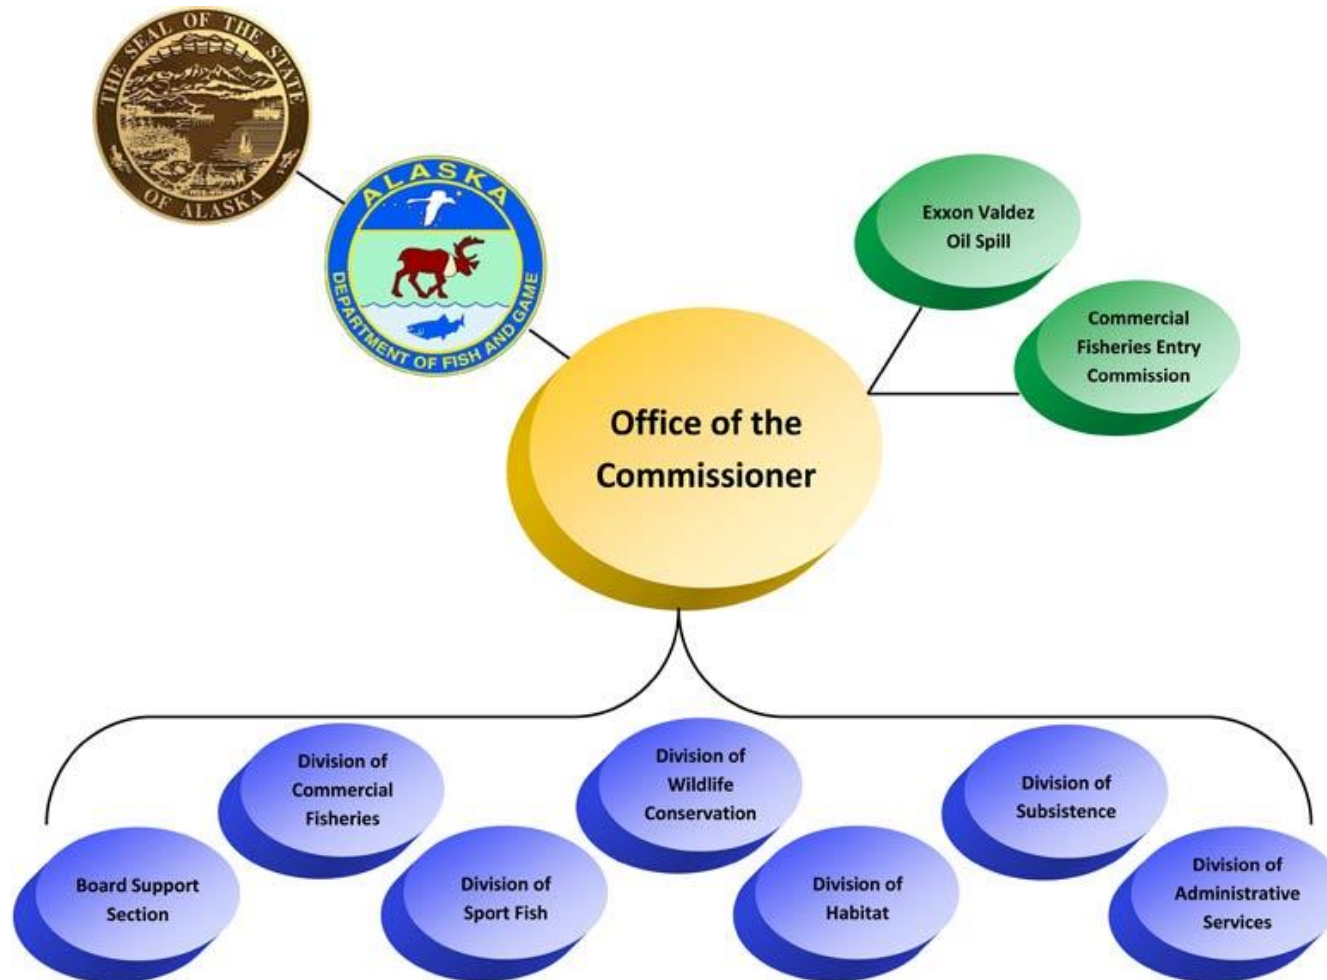 THE SEAL OF THE STATE
OF ALASKA
ALASKA
DEPARTMENT OF FISH AND GAME
Exxon Valdez
Oil Spill
Commercial
Fisheries Entry
Commission
Office of the
Commissioner
Division of
Commercial
Fisheries
Division of
Wildlife
Conservation
Division of
Subsistence
Board Support
Section
Division of
Sport Fish
Division of
Habitat
Division of
Administrative
Services